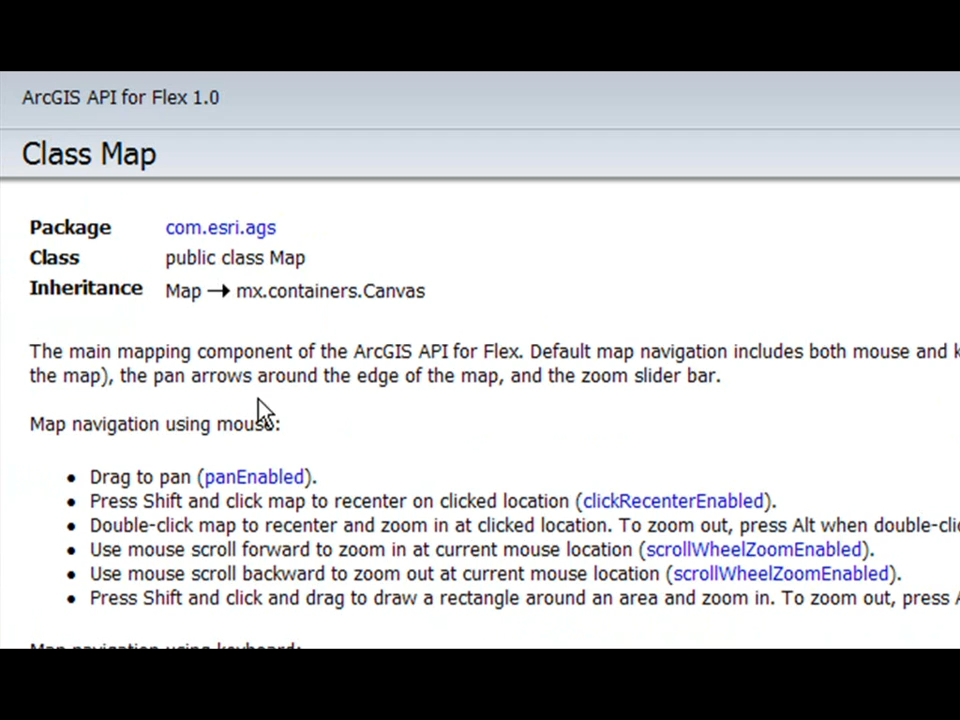 ArcGIS API for Flex 1.0
Class Map
Package com.esri.ags
Class public class Map
Inheritance Map → mx.containers.Canvas
The main mapping component of the ArcGIS API for Flex. Default map navigation includes both mouse and
the map), the pan arrows around the edge of the map, and the zoom slider bar.
Map navigation using mouse:
• Drag to pan (panEnabled).
• Press Shift and click map to recenter on clicked location (clickRecenterEnabled).
• Double-click map to recenter and zoom in at clicked location. To zoom out, press Alt when double-clic
• Use mouse scroll forward to zoom in at current mouse location (scrollWheelZoomEnabled).
• Use mouse scroll backward to zoom out at current mouse location (scrollWheelZoomEnabled).
• Press Shift and click and drag to draw a rectangle around an area and zoom in. To zoom out, press
Map navigation using keyboard: